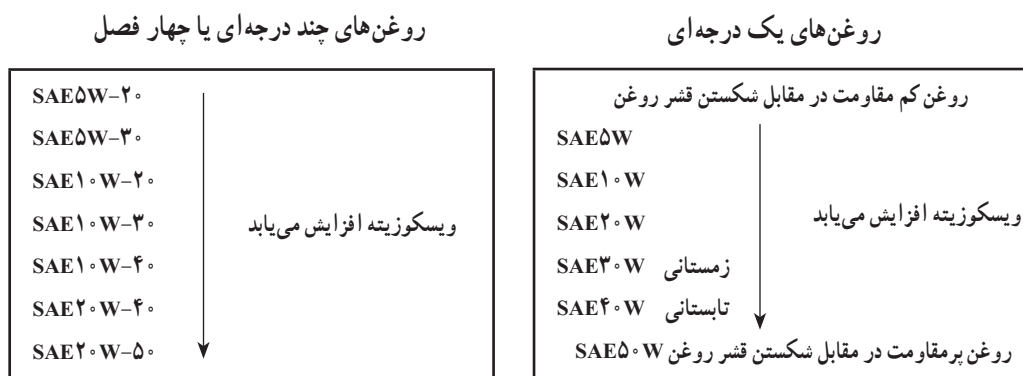 روغن‌های یک درجه‌ای
روغن کم مقاومت در مقابل شکستن قشر روغن
SAE۵W
SAE۱۰W
SAE۲۰W
ویسکوزیته افزایش می‌یابد
SAE۳۰W زمستانی
SAE۴۰W تابستانی
روغن پرمقاومت در مقابل شکستن قشر روغن SAE۵۰W
روغن‌های چند درجه‌ای یا چهار فصل
SAE۵W–۲۰
SAE۵W–۳۰
SAE۱۰W–۲۰
SAE۱۰W–۳۰
ویسکوزیته افزایش می‌یابد
SAE۱۰W–۴۰
SAE۲۰W–۴۰
SAE۲۰W–۵۰